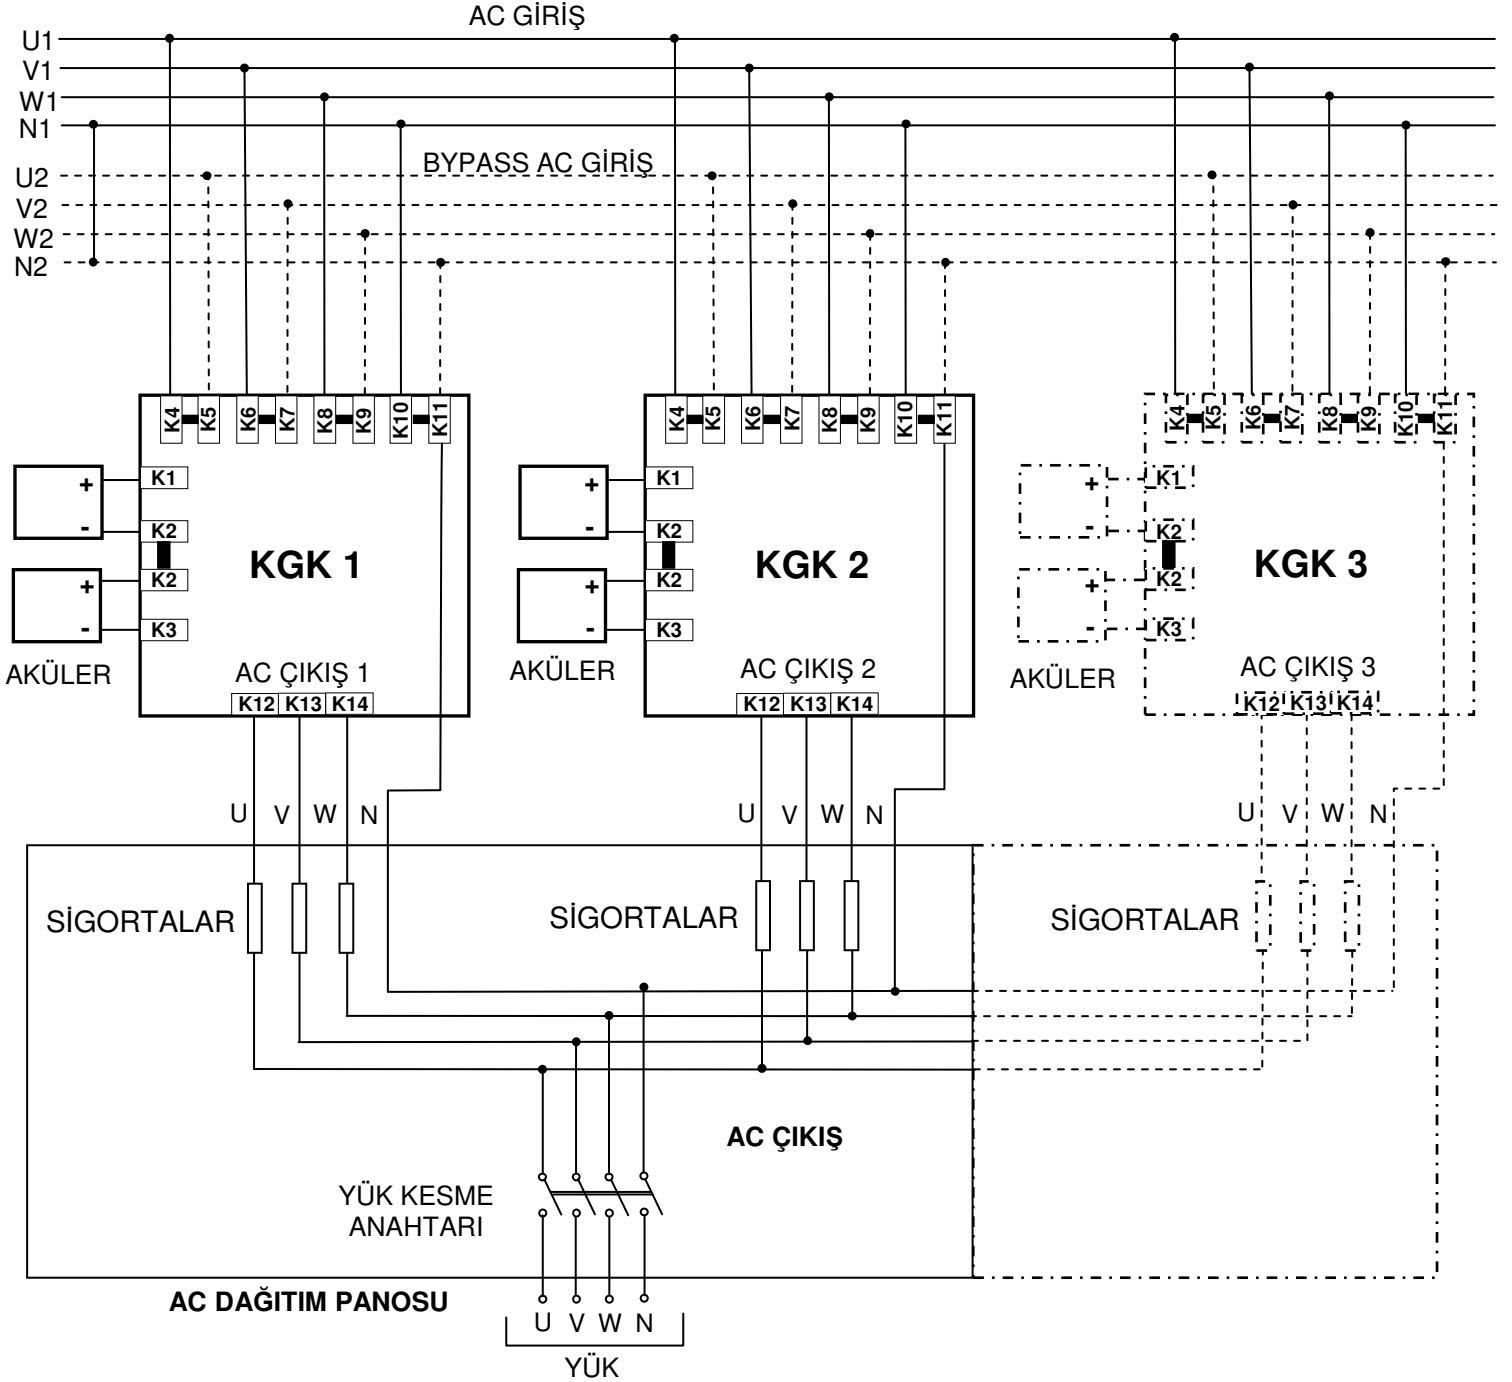 AC GİRİŞ
U1
V1
W1
N1
BYPASS AC GİRİŞ
U2
V2
W2
N2
K4 K5 K6 K7 K8 K9 K10 K11
K4 K5 K6 K7 K8 K9 K10 K11
K4 K5 K6 K7 K8 K9 K10 K11
+ K1
- K2
KGK 1
+ K2
- K3
AKÜLER
AC ÇIKIŞ 1
K12 K13 K14
+ K1
- K2
KGK 2
+ K2
- K3
AKÜLER
AC ÇIKIŞ 2
K12 K13 K14
+ K1
- K2
KGK 3
+ K2
- K3
AKÜLER
AC ÇIKIŞ 3
K12 K13 K14
U V W N
U V W N
U V W N
SİGORTALAR
SİGORTALAR
SİGORTALAR
AC ÇIKIŞ
YÜK KESME
ANAHTARI
AC DAĞITIM PANOSU
U V W N
YÜK